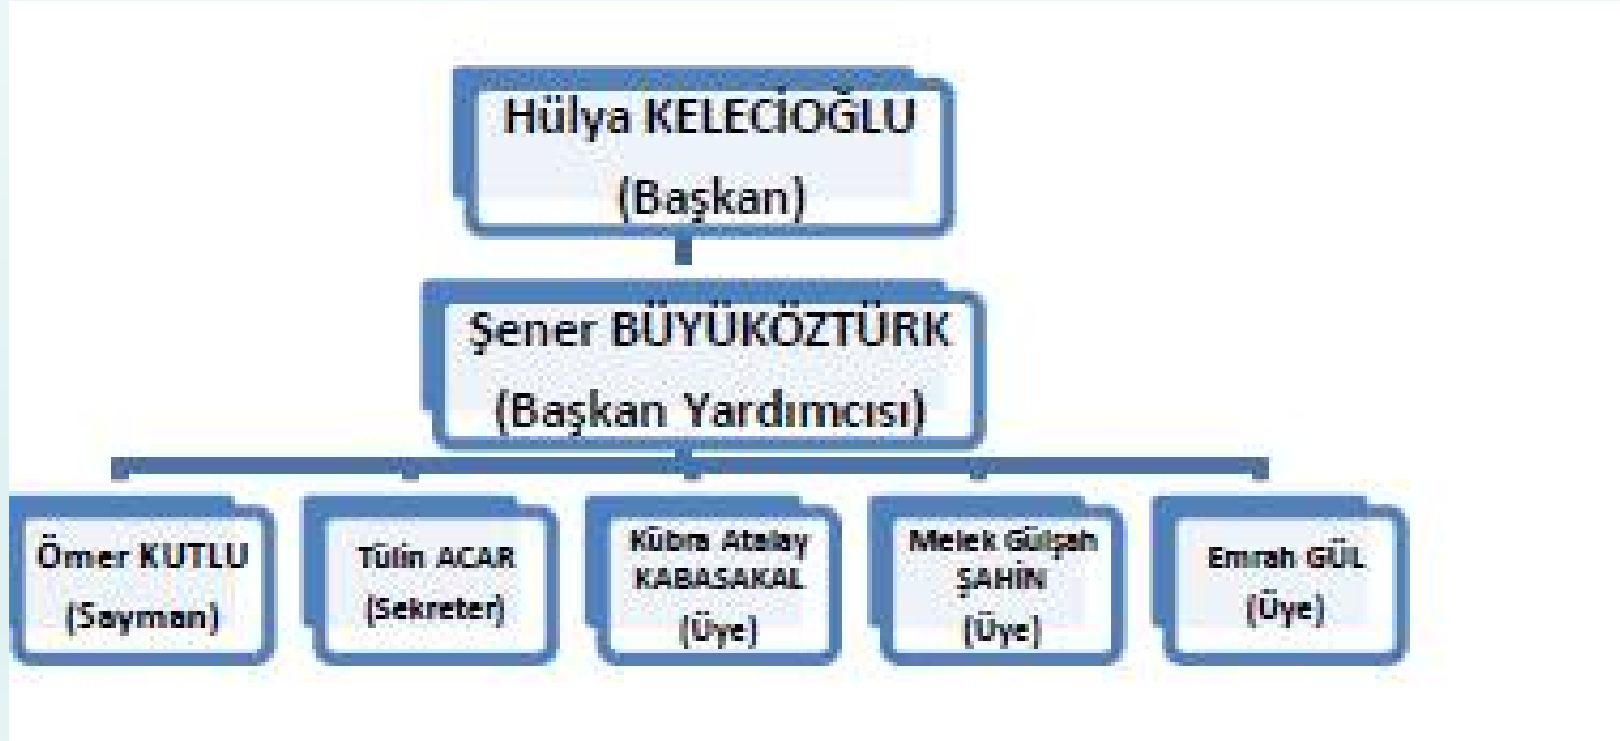 Hülya KELECİOĞLU
(Başkan)
Şener BÜYÜKÖZTÜRK
(Başkan Yardımcısı)
Ömer KUTLU
(Sayman)
Tülin ACAR
(Sekreter)
Kübra Atalay
KABASAKAL
(Üye)
Melek Gülşah
ŞAHİN
(Üye)
Emrah GÜL
(Üye)